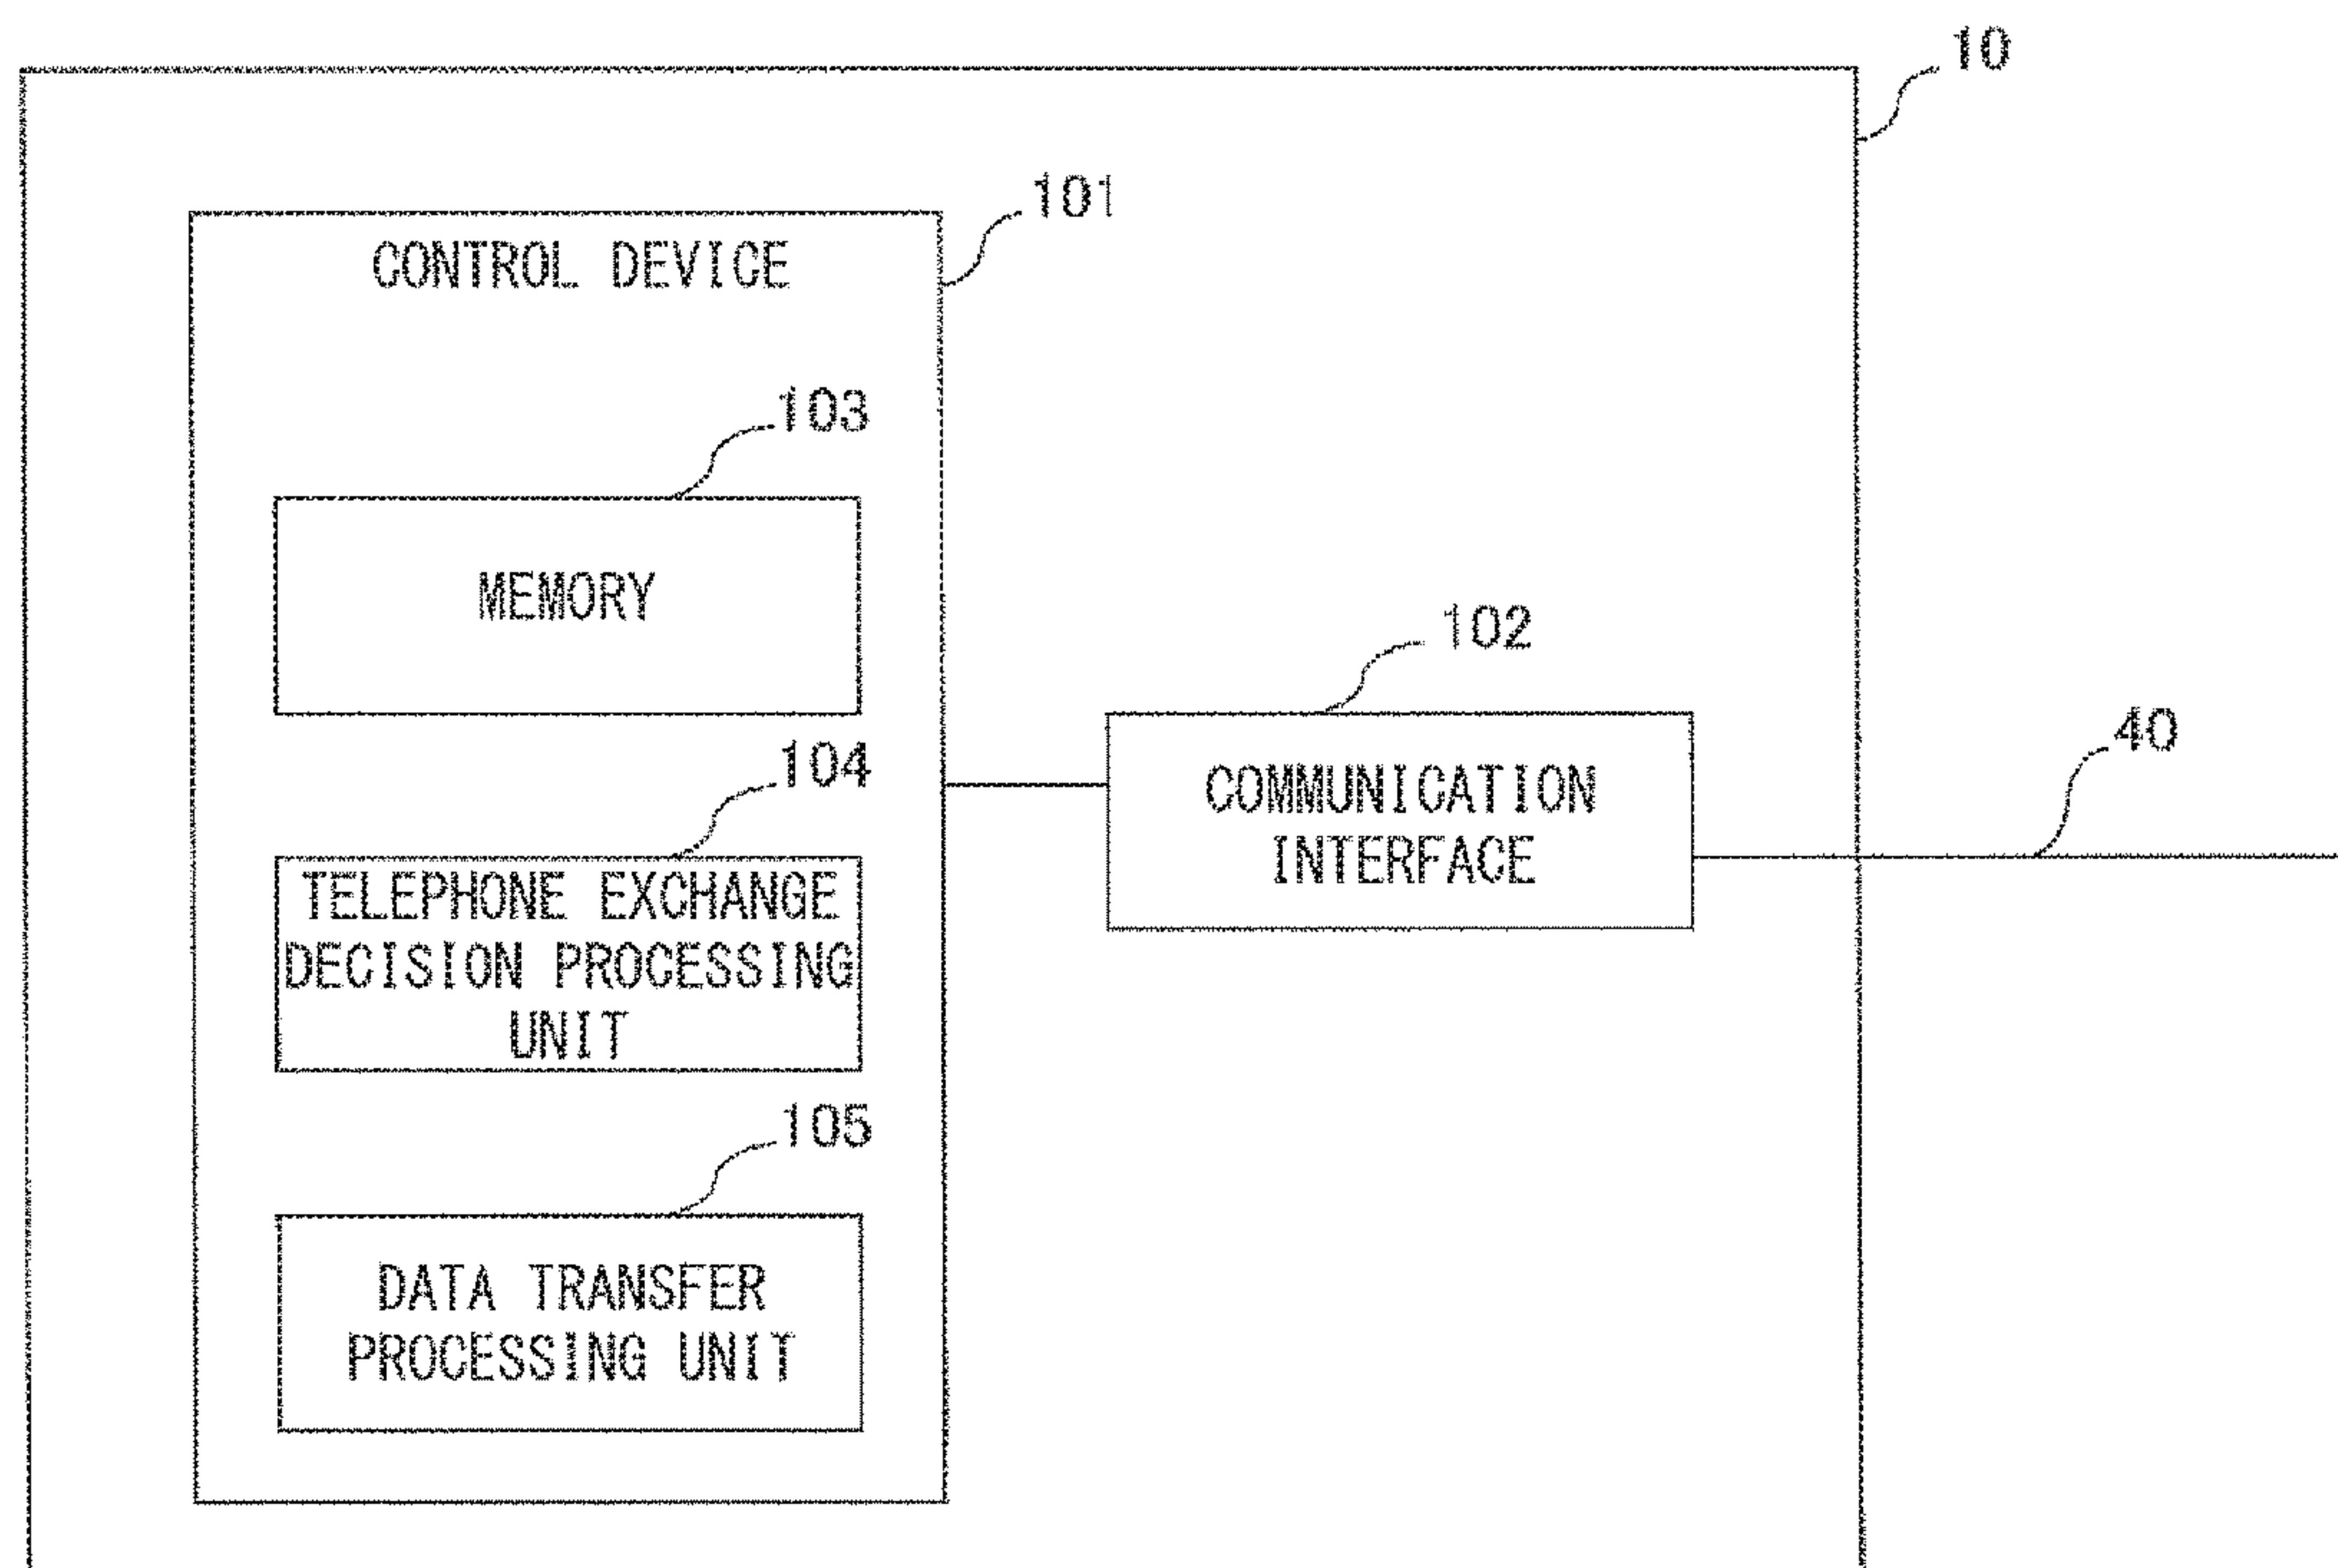 10
101
CONTROL DEVICE
103
MEMORY
102
40
104
COMMUNICATION
INTERFACE
TELEPHONE EXCHANGE
DECISION PROCESSING
UNIT
105
DATA TRANSFER
PROCESSING UNIT